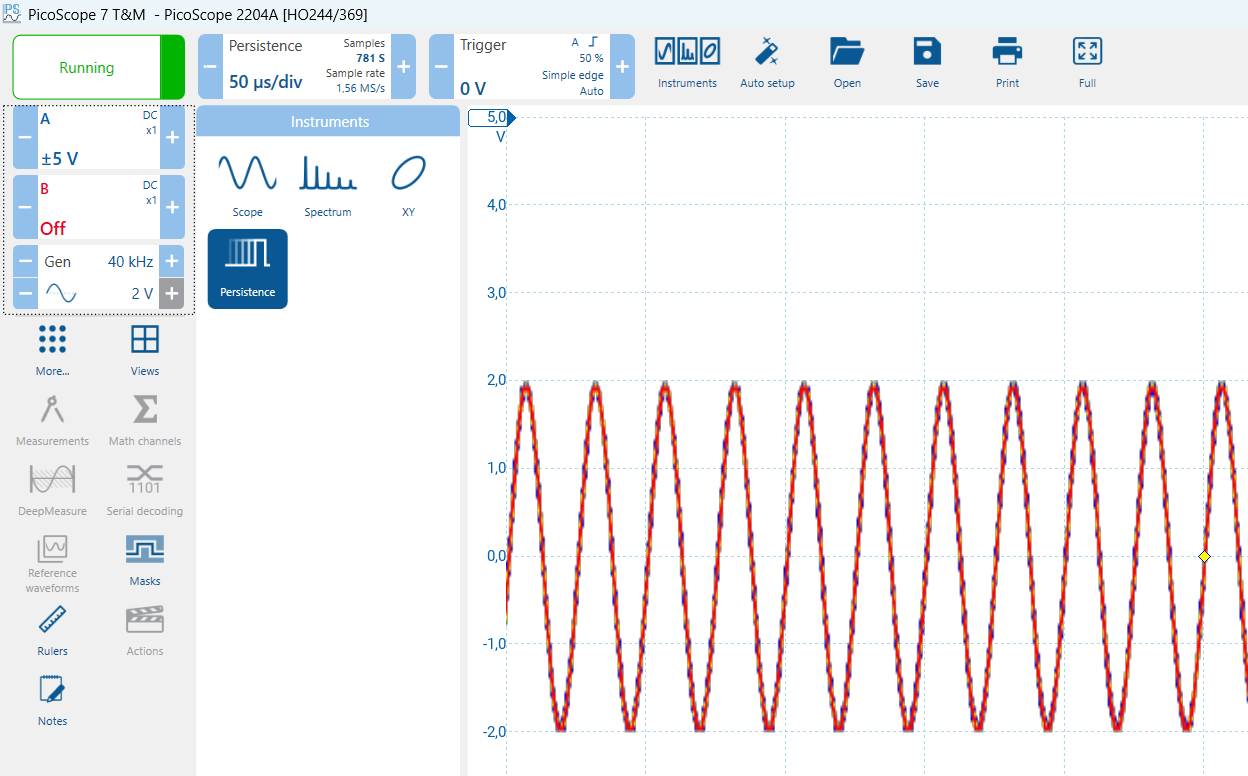 PS PicoScope 7 T&M - PicoScope 2204A [HO244/369]
Running
Persistence
50 µs/div
Samples
781 S
Sample rate
1.56 MS/s
Trigger
0 V
A
50 %
Simple edge
Auto
Instruments
Auto setup
Open
Save
Print
Full
A
DC
x1
±5 V
B
DC
x1
Off
Gen 40 kHz
2 V
More...
Views
Measurements
Math channels
DeepMeasure
1101
Serial decoding
Reference
waveforms
Masks
Rulers
Actions
Notes
Instruments
Scope
Spectrum
XY
Persistence
5,0
V
4,0
3,0
2,0
1,0
0,0
-1,0
-2,0